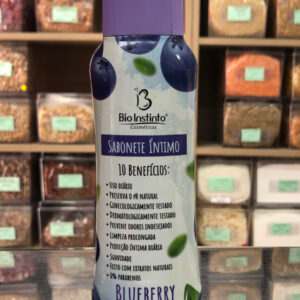 Bio Instinto®
Cosméticos
SABONETE ÍNTIMO
10 BENEFÍCIOS:
• USO DIÁRIO
• PRESERVA O PH NATURAL
• GINECOLOGICAMENTE TESTADO
• DERMATOLOGICAMENTE TESTADO
• PREVINE ODORES INDESEJADOS
• LIMPEZA PROLONGADA
• PROTEÇÃO ÍNTIMA DIÁRIA
• SUAVIDADE
• FEITO COM EXTRATOS NATURAIS
• 0% PARABENOS
BLUEBERRY